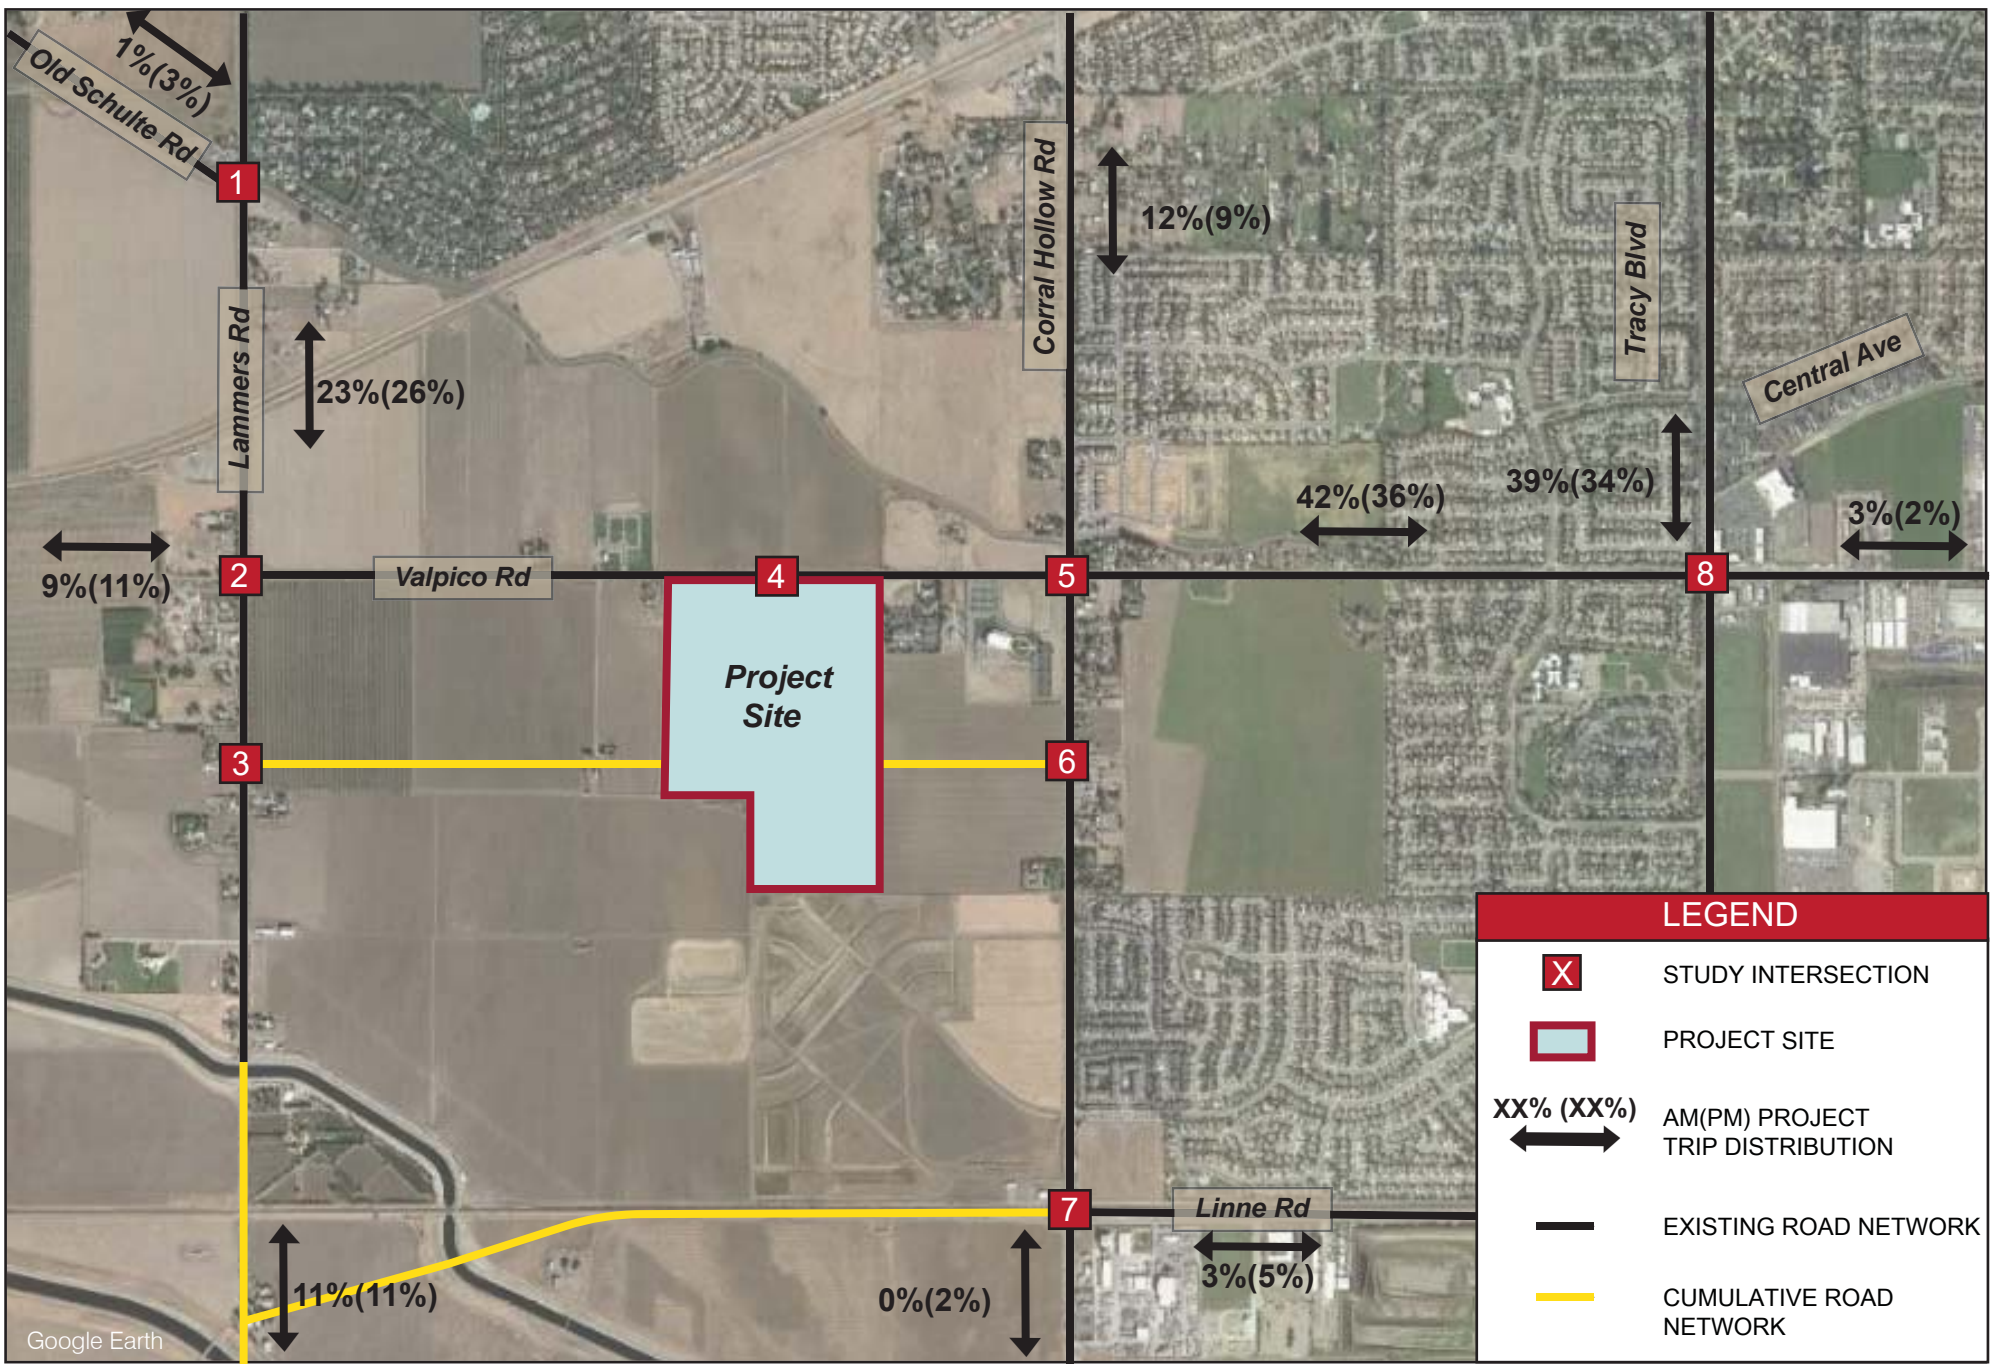 1%(3%)
Old Schulte Rd
1
Corral Hollow Rd
12%(9%)
Tracy Blvd
Lammers Rd
23%(26%)
Central Ave
42%(36%)
39%(34%)
3%(2%)
9%(11%)
2
Valpico Rd
4
5
8
Project
Site
3
6
7
Linne Rd
11%(11%)
0%(2%)
3%(5%)
Google Earth
LEGEND
X
STUDY INTERSECTION
PROJECT SITE
XX% (XX%)
AM(PM) PROJECT
TRIP DISTRIBUTION
EXISTING ROAD NETWORK
CUMULATIVE ROAD
NETWORK